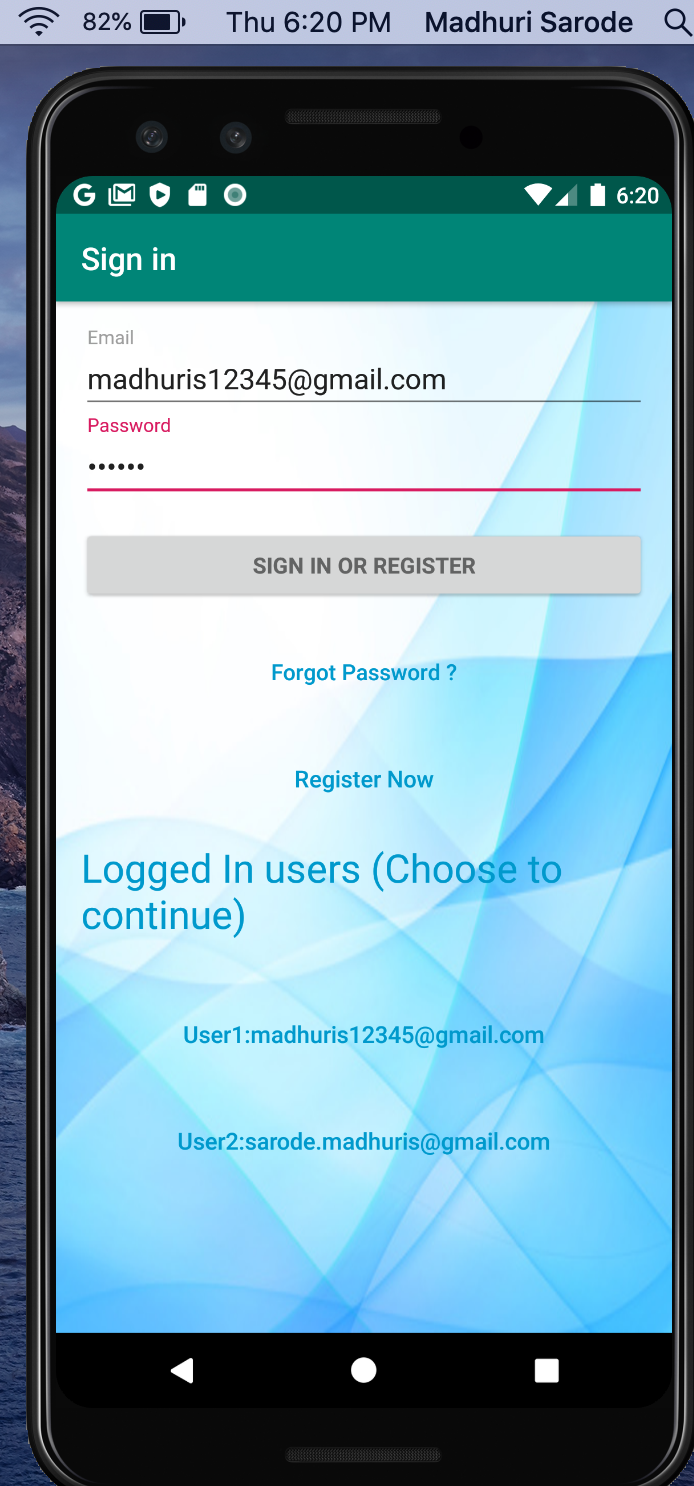 82% Thu 6:20 PM Madhuri Sarode
6:20
Sign in
Email
madhuris12345@gmail.com
Password
••••••
SIGN IN OR REGISTER
Forgot Password ?
Register Now
Logged In users (Choose to
continue)
User1:madhuris12345@gmail.com
User2:sarode.madhuris@gmail.com